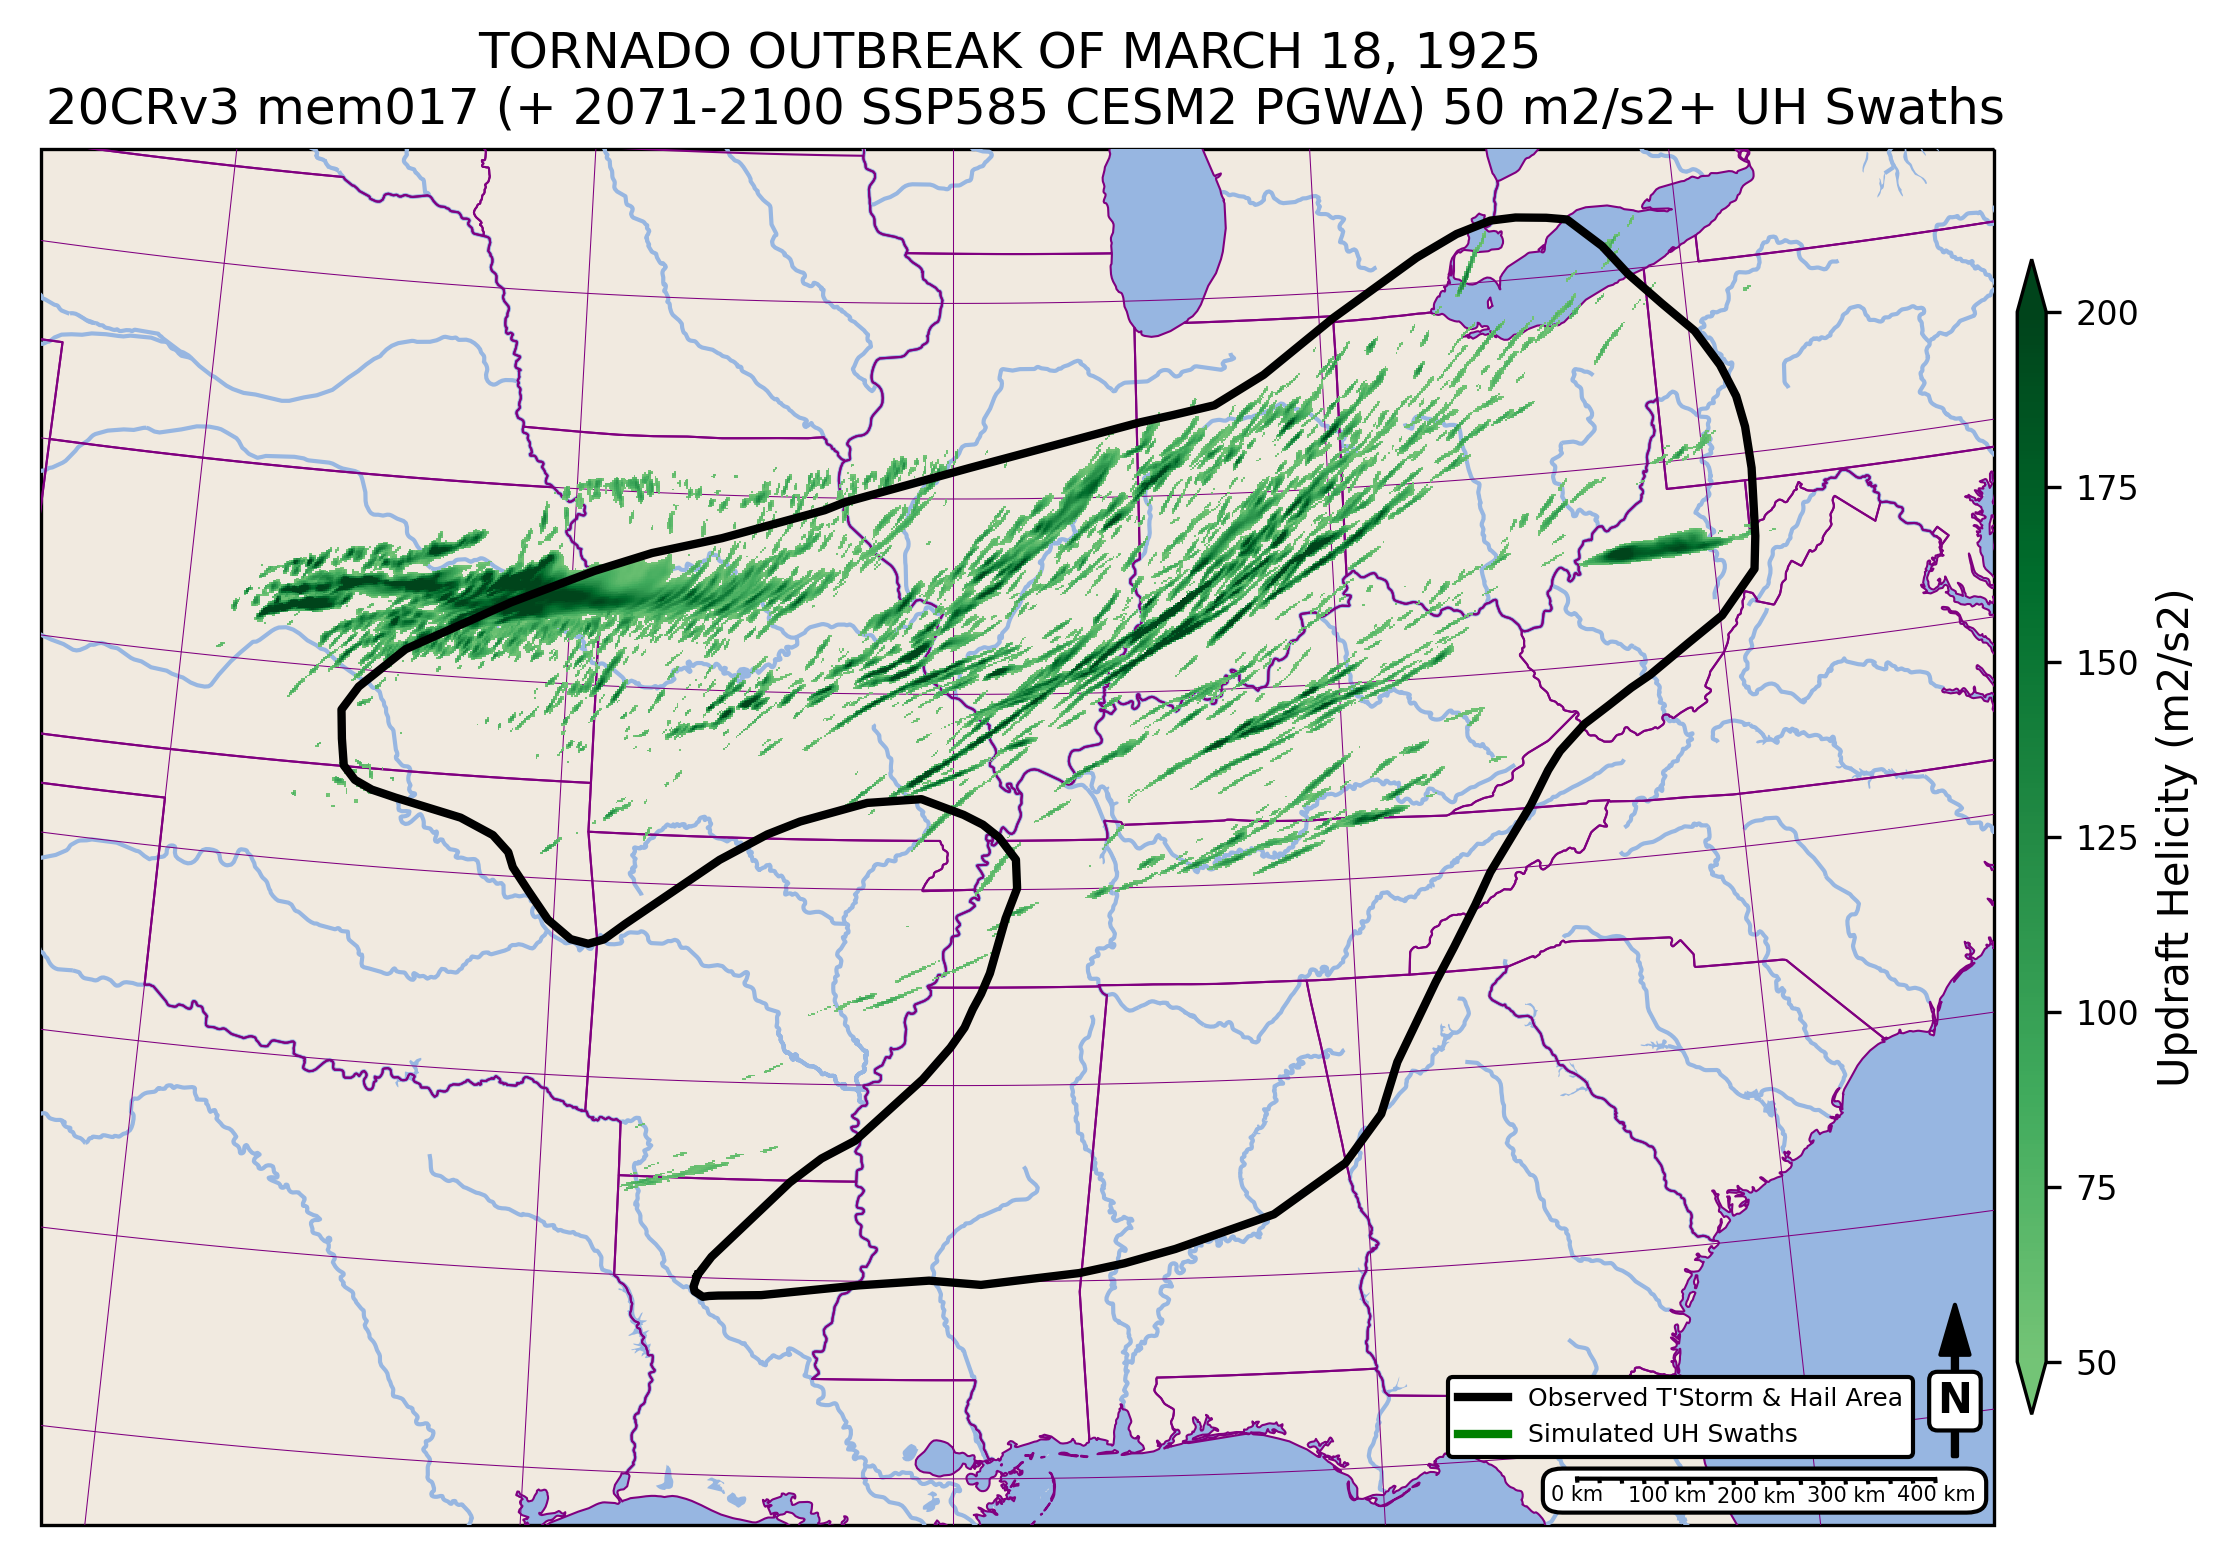 TORNADO OUTBREAK OF MARCH 18, 1925
20CRv3 mem017 (+ 2071-2100 SSP585 CESM2 PGWΔ) 50 m2/s2+ UH Swaths
200
175
150
125
100
75
50
Updraft Helicity (m2/s2)
Observed T'Storm & Hail Area
Simulated UH Swaths
N
0 km 100 km 200 km 300 km 400 km